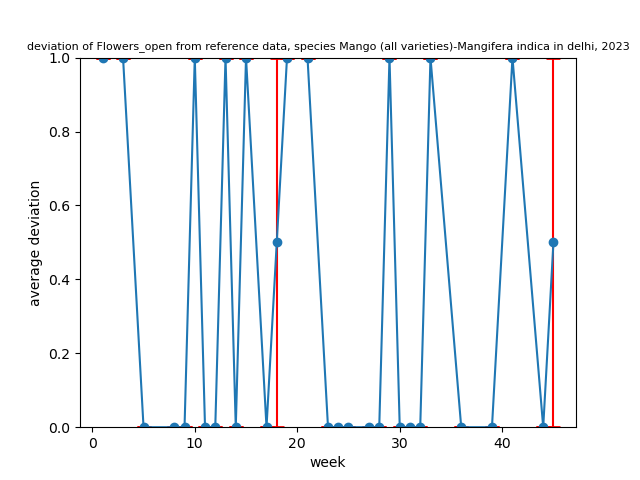 deviation of Flowers_open from reference data, species Mango (all varieties)-Mangifera indica in delhi, 2023
1.0
0.8
0.6
0.4
0.2
0.0
average deviation
0 10 20 30 40
week